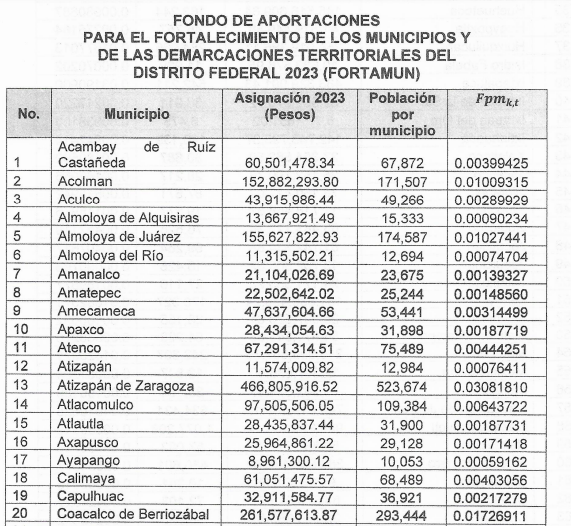 FONDO DE APORTACIONES
PARA EL FORTALECIMIENTO DE LOS MUNICIPIOS Y
DE LAS DEMARCACIONES TERRITORIALES DEL
DISTRITO FEDERAL 2023 (FORTAMUN)
No. Municipio Asignación 2023 (Pesos) Población por municipio Fpmk,t
1 Acambay de Ruíz Castañeda 60,501,478.34 67,872 0.00399425
2 Acolman 152,882,293.80 171,507 0.01009315
3 Aculco 43,915,986.44 49,266 0.00289929
4 Almoloya de Alquisiras 13,667,921.49 15,333 0.00090234
5 Almoloya de Juárez 155,627,822.93 174,587 0.01027441
6 Almoloya del Río 11,315,502.21 12,694 0.00074704
7 Amanalco 21,104,026.69 23,675 0.00139327
8 Amatepec 22,502,642.02 25,244 0.00148560
9 Amecameca 47,637,604.66 53,441 0.00314499
10 Apaxco 28,434,054.63 31,898 0.00187719
11 Atenco 67,291,314.51 75,489 0.00444251
12 Atizapán 11,574,009.82 12,984 0.00076411
13 Atizapán de Zaragoza 466,805,916.52 523,674 0.03081810
14 Atlacomulco 97,505,506.05 109,384 0.00643722
15 Atlautla 28,435,837.44 31,900 0.00187731
16 Axapusco 25,964,861.22 29,128 0.00171418
17 Ayapango 8,961,300.12 10,053 0.00059162
18 Calimaya 61,051,475.57 68,489 0.00403056
19 Capulhuac 32,911,584.77 36,921 0.00217279
20 Coacalco de Berriozábal 261,577,613.87 293,444 0.01726911